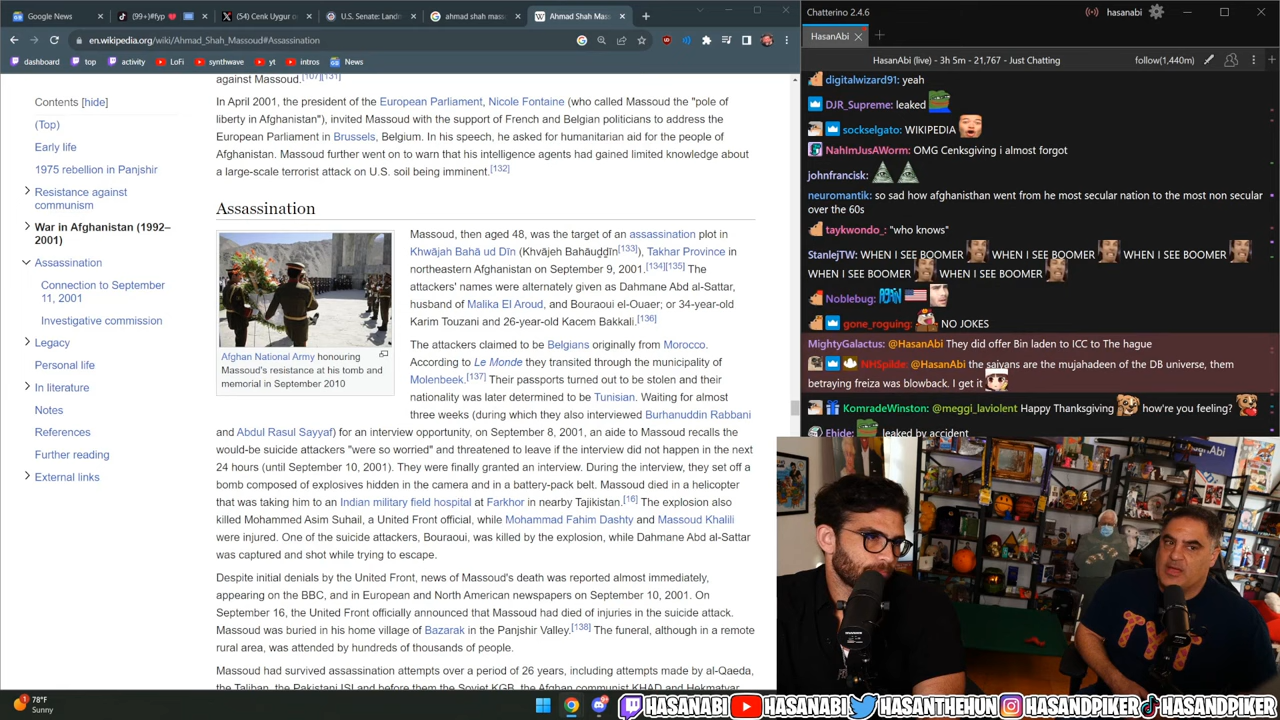 Google News
(99+)#fyp
(54) Cenk Uygur o
U.S. Senate: Landin
ahmad shah mass
Ahmad Shah Mass
en.wikipedia.org/wiki/Ahmad_Shah_Massoud#Assassination
dashboard
top
activity
LoFi
synthwave
yt
intros
News
Contents [hide]
(Top)
Early life
1975 rebellion in Panjshir
Resistance against
communism
War in Afghanistan (1992–
2001)
Assassination
Connection to September
11, 2001
Investigative commission
Legacy
Personal life
In literature
Notes
References
Further reading
External links
against Massoud.[107][131]
In April 2001, the president of the European Parliament, Nicole Fontaine (who called Massoud the "pole of
liberty in Afghanistan"), invited Massoud with the support of French and Belgian politicians to address the
European Parliament in Brussels, Belgium. In his speech, he asked for humanitarian aid for the people of
Afghanistan. Massoud further went on to warn that his intelligence agents had gained limited knowledge about
a large-scale terrorist attack on U.S. soil being imminent.[132]
Assassination
Afghan National Army honouring
Massoud's resistance at his tomb and
memorial in September 2010
Massoud, then aged 48, was the target of an assassination plot in
Khwājah Bahā ud Dīn (Khvājeh Bahāuḏḏīn[133]), Takhar Province in
northeastern Afghanistan on September 9, 2001.[134][135] The
attackers' names were alternately given as Dahmane Abd al-Sattar,
husband of Malika El Aroud, and Bouraoui el-Ouaer; or 34-year-old
Karim Touzani and 26-year-old Kacem Bakkali.[136]
The attackers claimed to be Belgians originally from Morocco.
According to Le Monde they transited through the municipality of
Molenbeek.[137] Their passports turned out to be stolen and their
nationality was later determined to be Tunisian. Waiting for almost
three weeks (during which they also interviewed Burhanuddin Rabbani
and Abdul Rasul Sayyaf) for an interview opportunity, on September 8, 2001, an aide to Massoud recalls the
would-be suicide attackers "were so worried" and threatened to leave if the interview did not happen in the next
24 hours (until September 10, 2001). They were finally granted an interview. During the interview, they set off a
bomb composed of explosives hidden in the camera and in a battery-pack belt. Massoud died in a helicopter
that was taking him to an Indian military field hospital at Farkhor in nearby Tajikistan.[16] The explosion also
killed Mohammed Asim Suhail, a United Front official, while Mohammad Fahim Dashty and Massoud Khalili
were injured. One of the suicide attackers, Bouraoui, was killed by the explosion, while Dahmane Abd al-Sattar
was captured and shot while trying to escape.
Despite initial denials by the United Front, news of Massoud's death was reported almost immediately,
appearing on the BBC, and in European and North American newspapers on September 10, 2001. On
September 16, the United Front officially announced that Massoud had died of injuries in the suicide attack.
Massoud was buried in his home village of Bazarak in the Panjshir Valley.[138] The funeral, although in a remote
rural area, was attended by hundreds of thousands of people.
Massoud had survived assassination attempts over a period of 26 years, including attempts made by al-Qaeda,
the Taliban, the Pakistani ISI and before them the Soviet KGB, the Afghan communist KHAD and Hekmatyar.
Chatterino 2.4.6
hasanabi
HasanAbi
HasanAbi (live) - 3h 5m - 21,767 - Just Chatting
follow(1,440m)
digitalwizard91: yeah
DJR_Supreme: leaked
sockselgato: WIKIPEDIA
NahImJusAWorm: OMG Cenksgiving i almost forgot
johnfrancisk:
neuromantik: so sad how afghanisthan went from he most secular nation to the most non secular
over the 60s
taykwondo_: "who knows"
StanlejTW: WHEN I SEE BOOMER WHEN I SEE BOOMER WHEN I SEE BOOMER
WHEN I SEE BOOMER WHEN I SEE BOOMER
Noblebug:
gone_roguing: NO JOKES
MightyGalactus: @HasanAbi They did offer Bin laden to ICC to The hague
NHSpilde: @HasanAbi the saiyans are the mujahadeen of the DB universe, them
betraying freiza was blowback. I get it
KomradeWinston: @meggi_laviolent Happy Thanksgiving how're you feeling?
Ehide: leaked by accident
78°F
Sunny
HASANABI
HASANABI
HASANTHEHUN
HASANDPIKER
HASANDPIKER